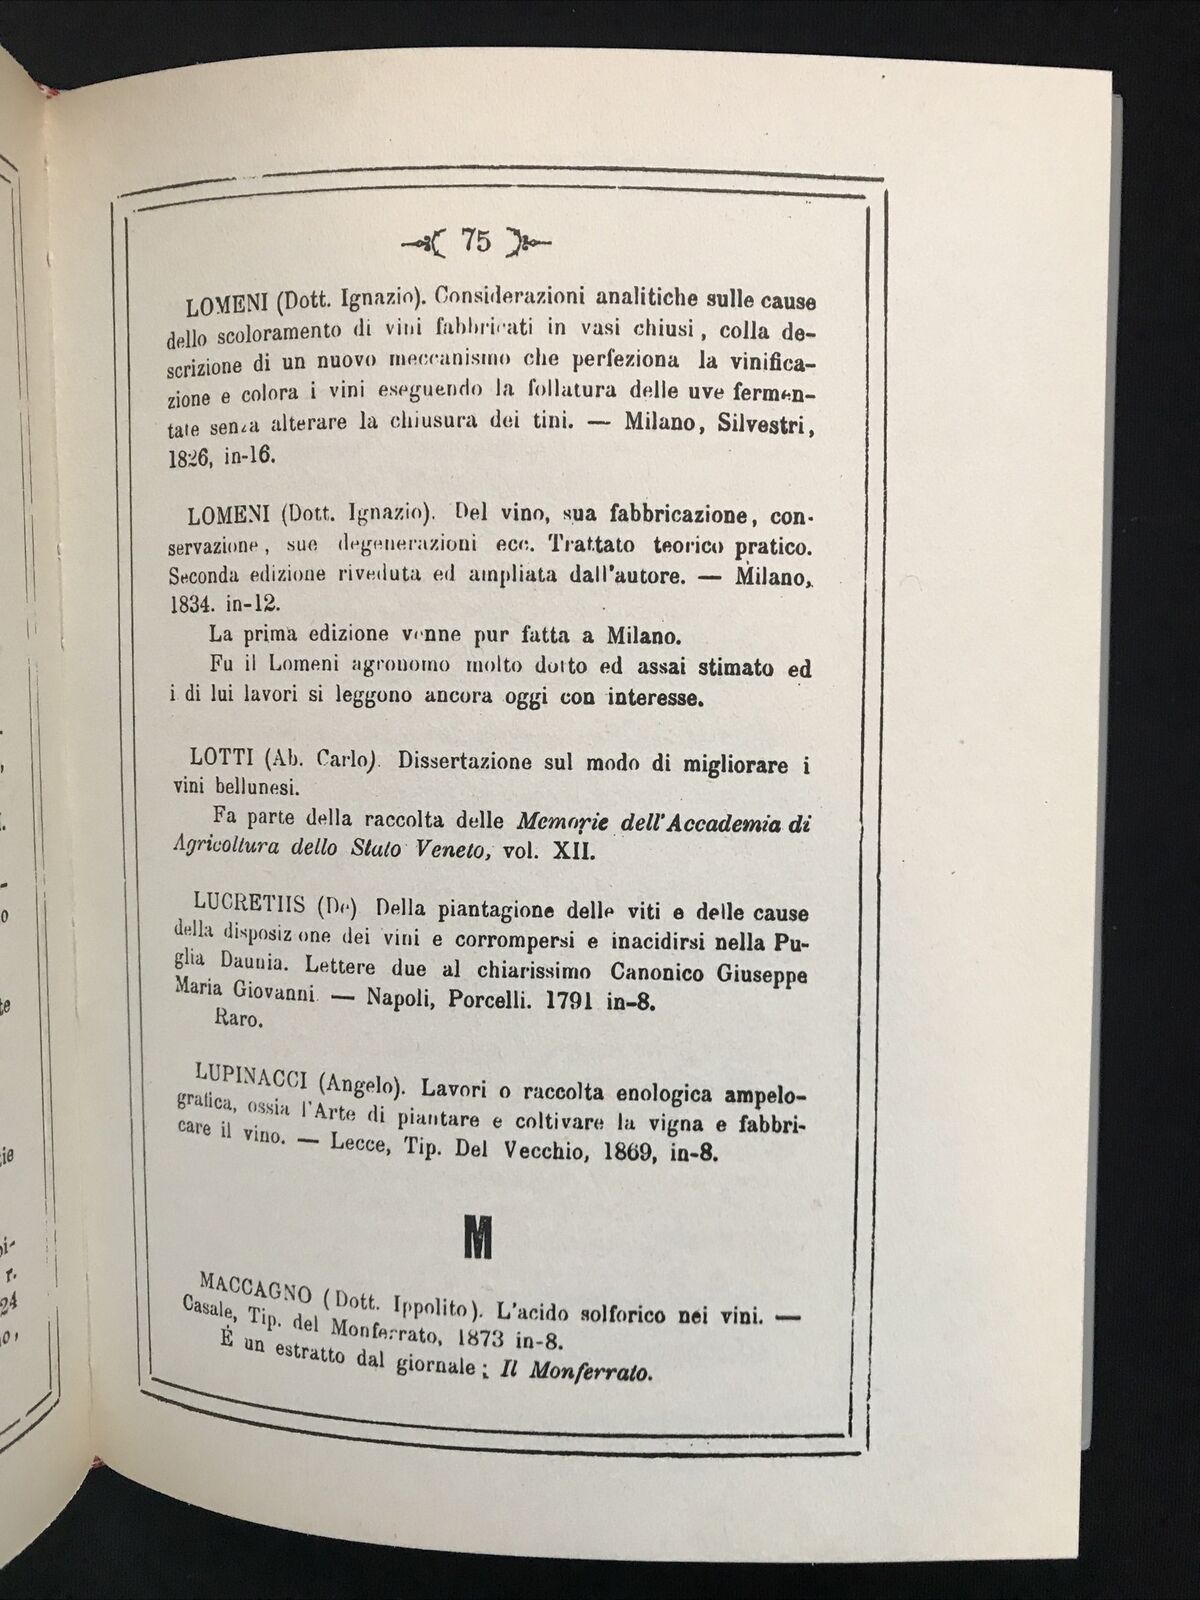 75
LOMENI (Dott. Ignazio). Considerazioni analitiche sulle cause
dello scoloramento di vini fabbricati in vasi chiusi, colla de-
scrizione di un nuovo meccanismo che perfeziona la vinifica-
zione e colora i vini eseguendo la follatura delle uve fermen-
tate senza alterare la chiusura dei tini. — Milano, Silvestri,
1826, in-16.
LOMENI (Dott. Ignazio). Del vino, sua fabbricazione, con-
servazione, sue degenerazioni ecc. Trattato teorico pratico.
Seconda edizione riveduta ed ampliata dall'autore. — Milano,
1834. in-12.
La prima edizione venne pur fatta a Milano.
Fu il Lomeni agronomo molto dotto ed assai stimato ed
i di lui lavori si leggono ancora oggi con interesse.
LOTTI (Ab. Carlo). Dissertazione sul modo di migliorare i
vini bellunesi.
Fa parte della raccolta delle Memorie dell'Accademia di
Agricoltura dello Stato Veneto, vol. XII.
LUCRETIIS (De) Della piantagione delle viti e delle cause
della disposiz one dei vini e corrompersi e inacidirsi nella Pu-
glia Daunia. Lettere due al chiarissimo Canonico Giuseppe
Maria Giovanni. — Napoli, Porcelli. 1791 in-8.
Raro.
LUPINACCI (Angelo). Lavori o raccolta enologica ampelo-
grafica, ossia l'Arte di piantare e coltivare la vigna e fabbri-
care il vino. — Lecce, Tip. Del Vecchio, 1869, in-8.
M
MACCAGNO (Dott. Ippolito). L'acido solforico nei vini. —
Casale, Tip. del Monferrato, 1873 in-8.
È un estratto dal giornale: Il Monferrato.